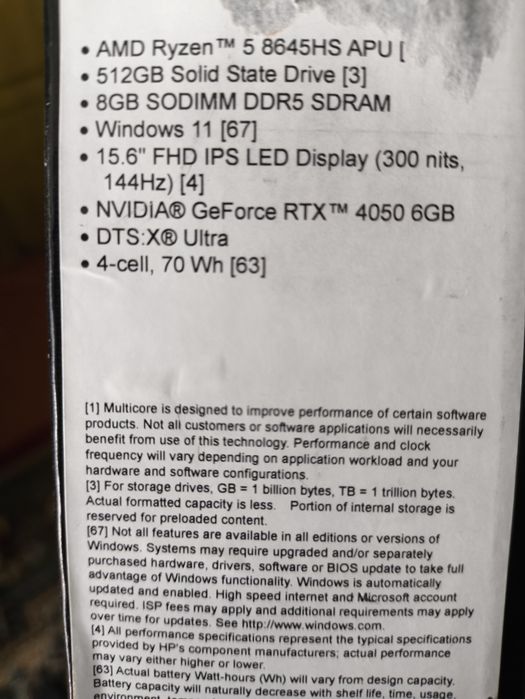 • AMD Ryzen™ 5 8645HS APU [
• 512GB Solid State Drive [3]
• 8GB SODIMM DDR5 SDRAM
• Windows 11 [67]
• 15.6" FHD IPS LED Display (300 nits,
144Hz) [4]
• NVIDIA® GeForce RTX™ 4050 6GB
• DTS:X® Ultra
• 4-cell, 70 Wh [63]
[1] Multicore is designed to improve performance of certain software
products. Not all customers or software applications will necessarily
benefit from use of this technology. Performance and clock
frequency will vary depending on application workload and your
hardware and software configurations.
[3] For storage drives, GB = 1 billion bytes, TB = 1 trillion bytes.
Actual formatted capacity is less. Portion of internal storage is
reserved for preloaded content.
[67] Not all features are available in all editions or versions of
Windows. Systems may require upgraded and/or separately
purchased hardware, drivers, software or BIOS update to take full
advantage of Windows functionality. Windows is automatically
updated and enabled. High speed internet and Microsoft account
required. ISP fees may apply and additional requirements may apply
over time for updates. See http://www.windows.com.
[4] All performance specifications represent the typical specifications
provided by HP's component manufacturers; actual performance
may vary either higher or lower.
[63] Actual battery Watt-hours (Wh) will vary from design capacity.
Battery capacity will naturally decrease with shelf life, time, usage,